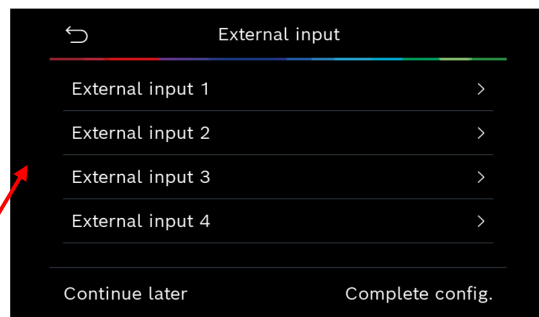 External input
External input 1
External input 2
External input 3
External input 4
Continue later Complete config.